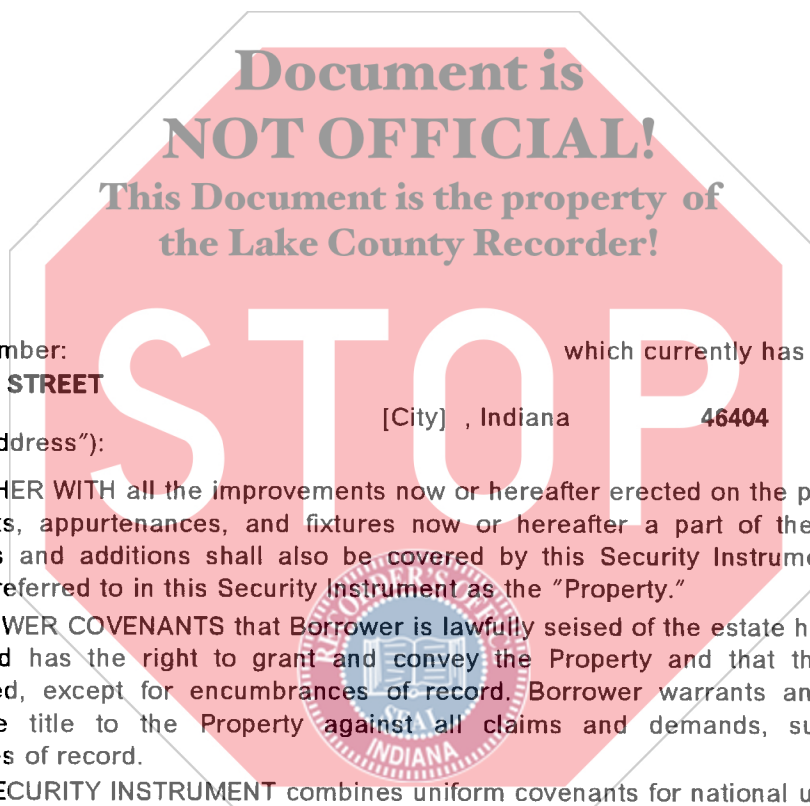 Document is
NOT OFFICIAL!
This Document is the property of
the Lake County Recorder!
STOP
mber: which currently has
STREET
[City] , Indiana 46404
ddress"):
HER WITH all the improvements now or hereafter erected on the p
ts, appurtenances, and fixtures now or hereafter a part of the
s and additions shall also be covered by this Security Instrume
referred to in this Security Instrument as the "Property."
WER COVENANTS that Borrower is lawfully seised of the estate h
d has the right to grant and convey the Property and that th
ed, except for encumbrances of record. Borrower warrants an
e title to the Property against all claims and demands, su
s of record.
ECURITY INSTRUMENT combines uniform covenants for national u
RECORDER'S OFFICE
SEAL
INDIANA